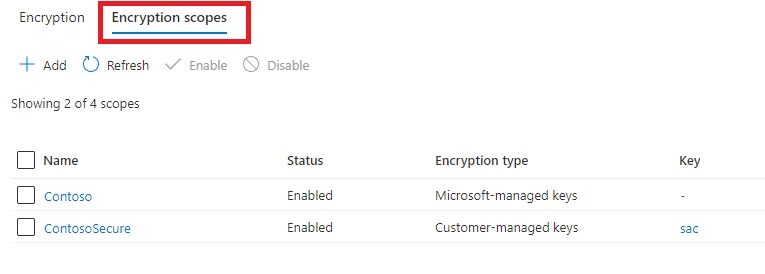 Encryption Encryption scopes
Add Refresh Enable Disable
Showing 2 of 4 scopes
Name Status Encryption type Key
Contoso Enabled Microsoft-managed keys -
ContosoSecure Enabled Customer-managed keys sac